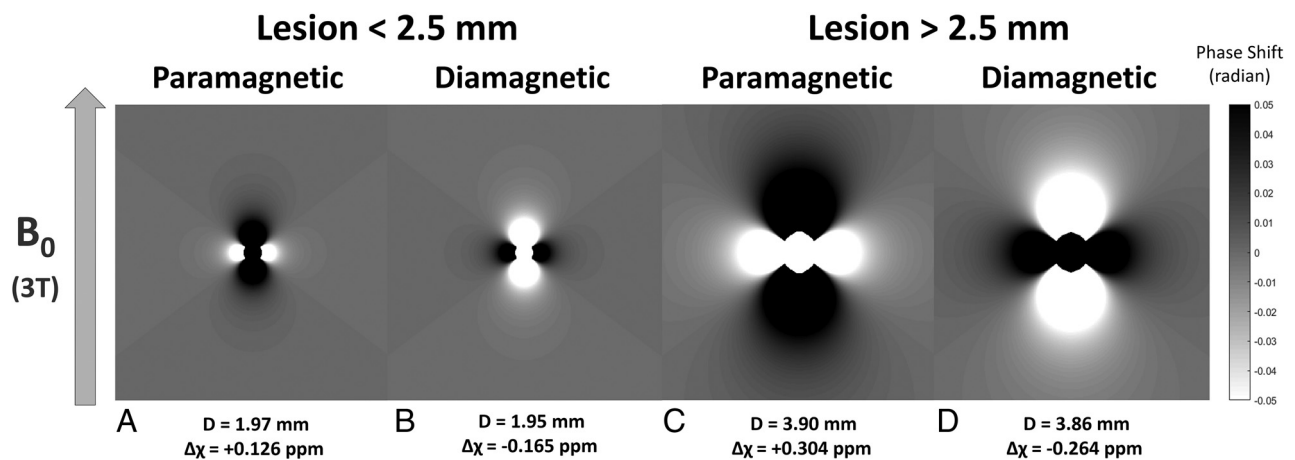 Lesion < 2.5 mm
Lesion > 2.5 mm
Paramagnetic
Diamagnetic
Paramagnetic
Diamagnetic
Phase Shift
(radian)
B₀
(3T)
0.05
0.04
0.03
0.02
0.01
0
-0.01
-0.02
-0.03
-0.04
-0.05
A
D = 1.97 mm
Δχ = +0.126 ppm
B
D = 1.95 mm
Δχ = -0.165 ppm
C
D = 3.90 mm
Δχ = +0.304 ppm
D
D = 3.86 mm
Δχ = -0.264 ppm